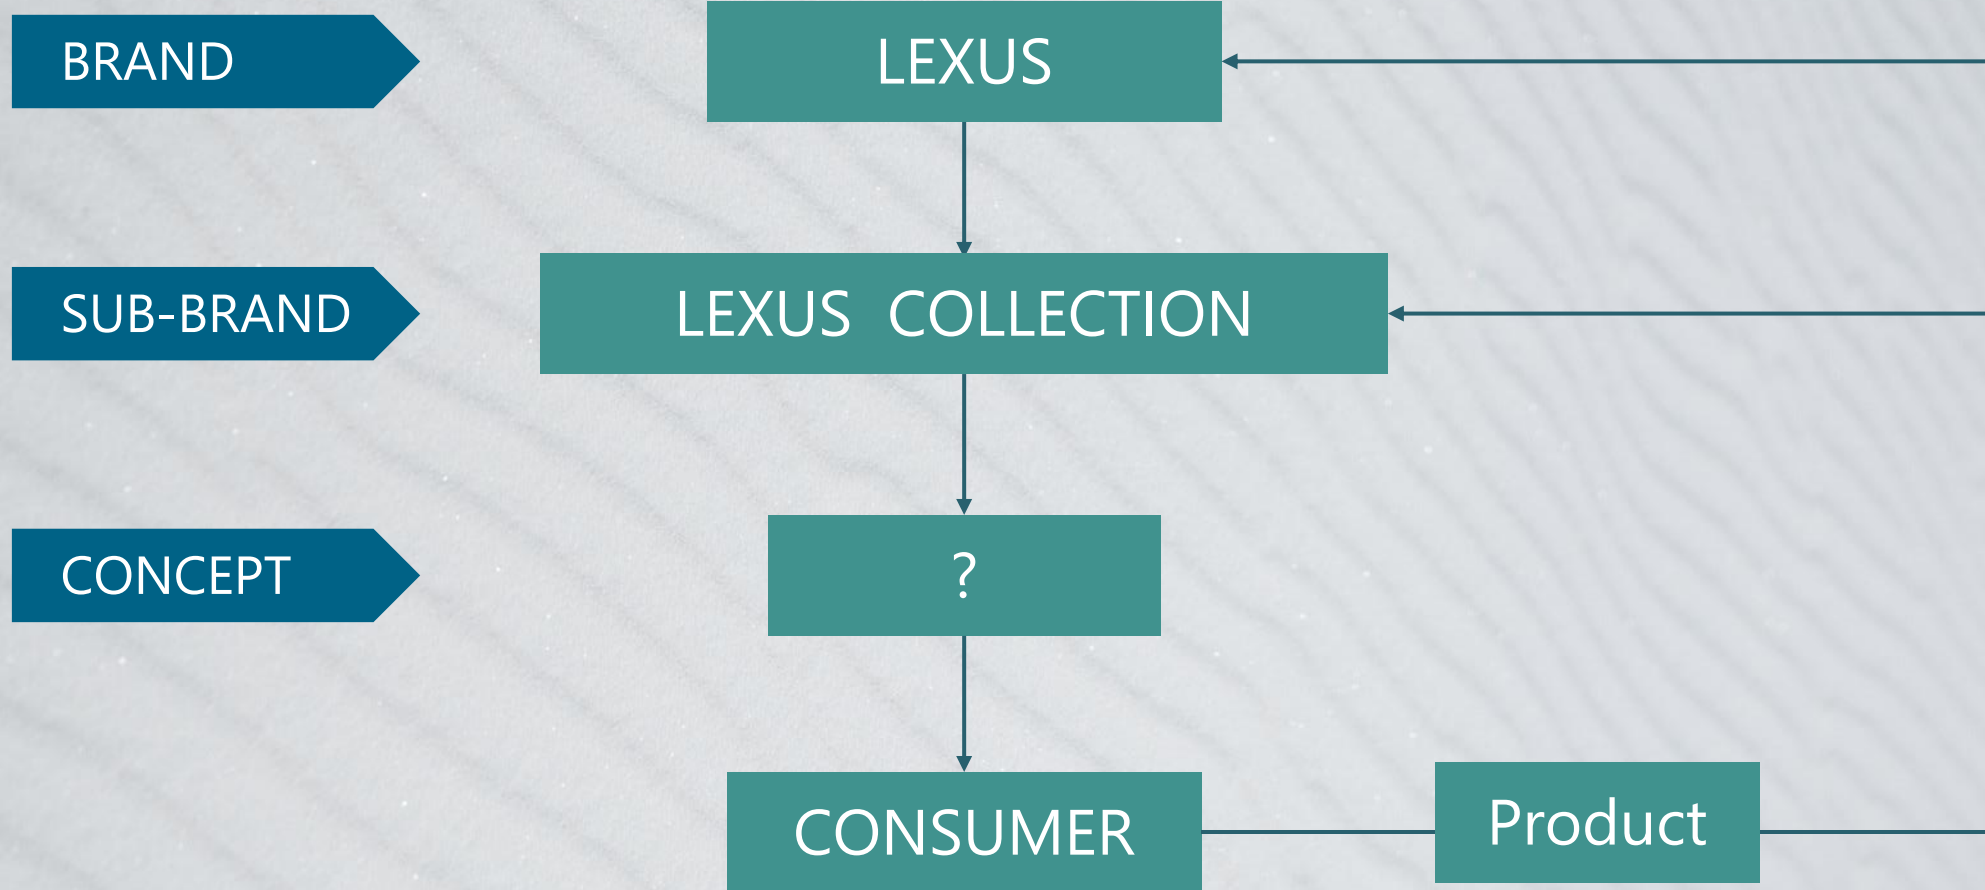 BRAND
LEXUS
SUB-BRAND
LEXUS COLLECTION
CONCEPT
?
CONSUMER
Product